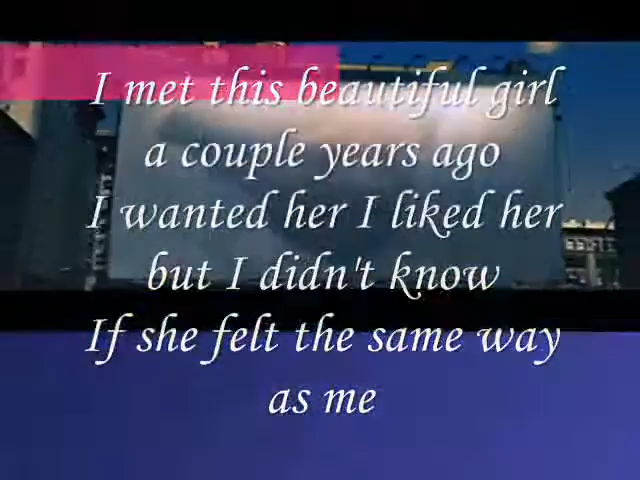 I met this beautiful girl
a couple years ago
I wanted her I liked her
but I didn't know
If she felt the same way
as me